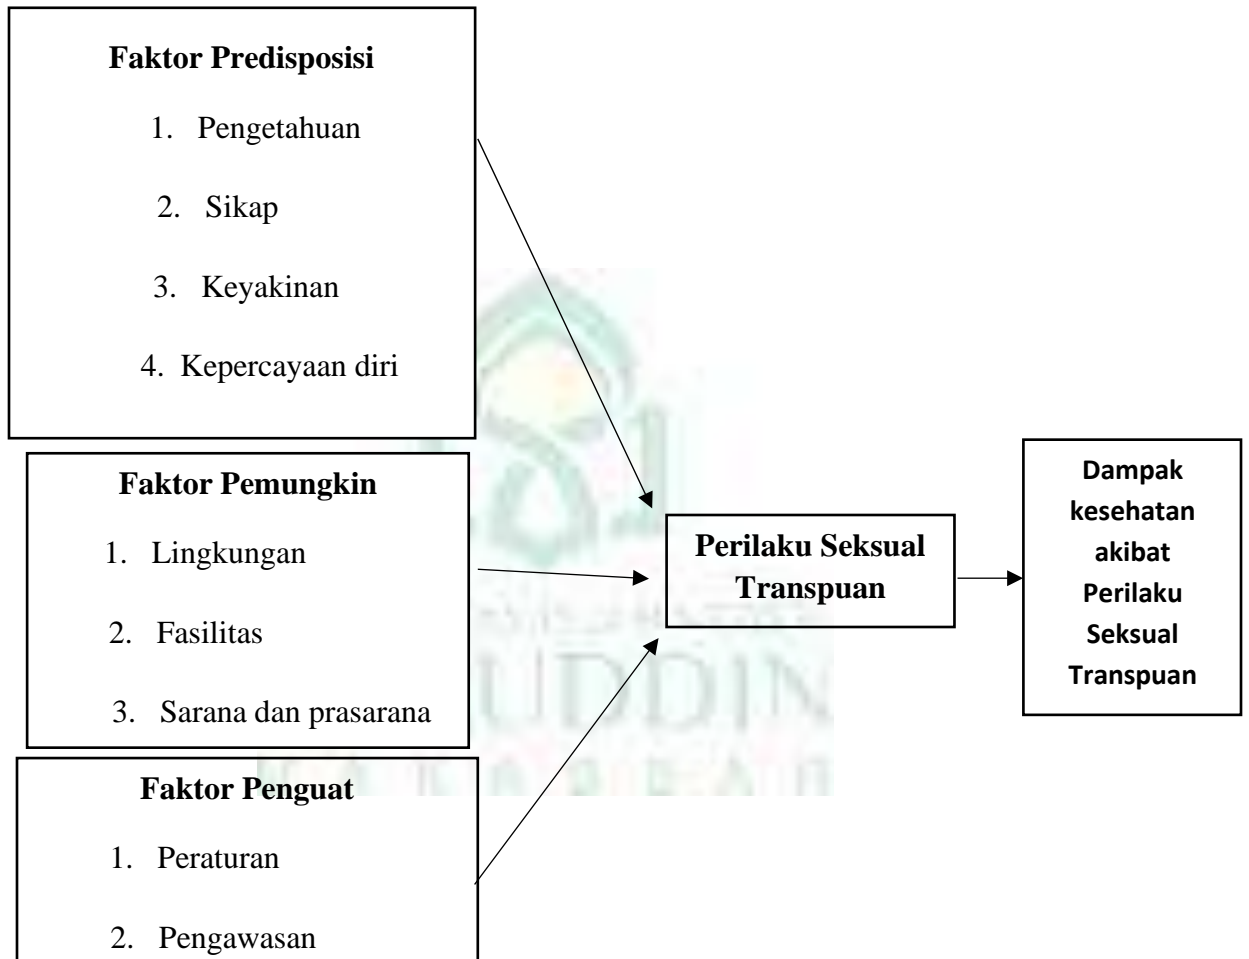 Faktor Predisposisi
1. Pengetahuan
2. Sikap
3. Keyakinan
4. Kepercayaan diri
Faktor Pemungkin
1. Lingkungan
2. Fasilitas
3. Sarana dan prasarana
Faktor Penguat
1. Peraturan
2. Pengawasan
Perilaku Seksual
Transpuan
Dampak
kesehatan
akibat
Perilaku
Seksual
Transpuan